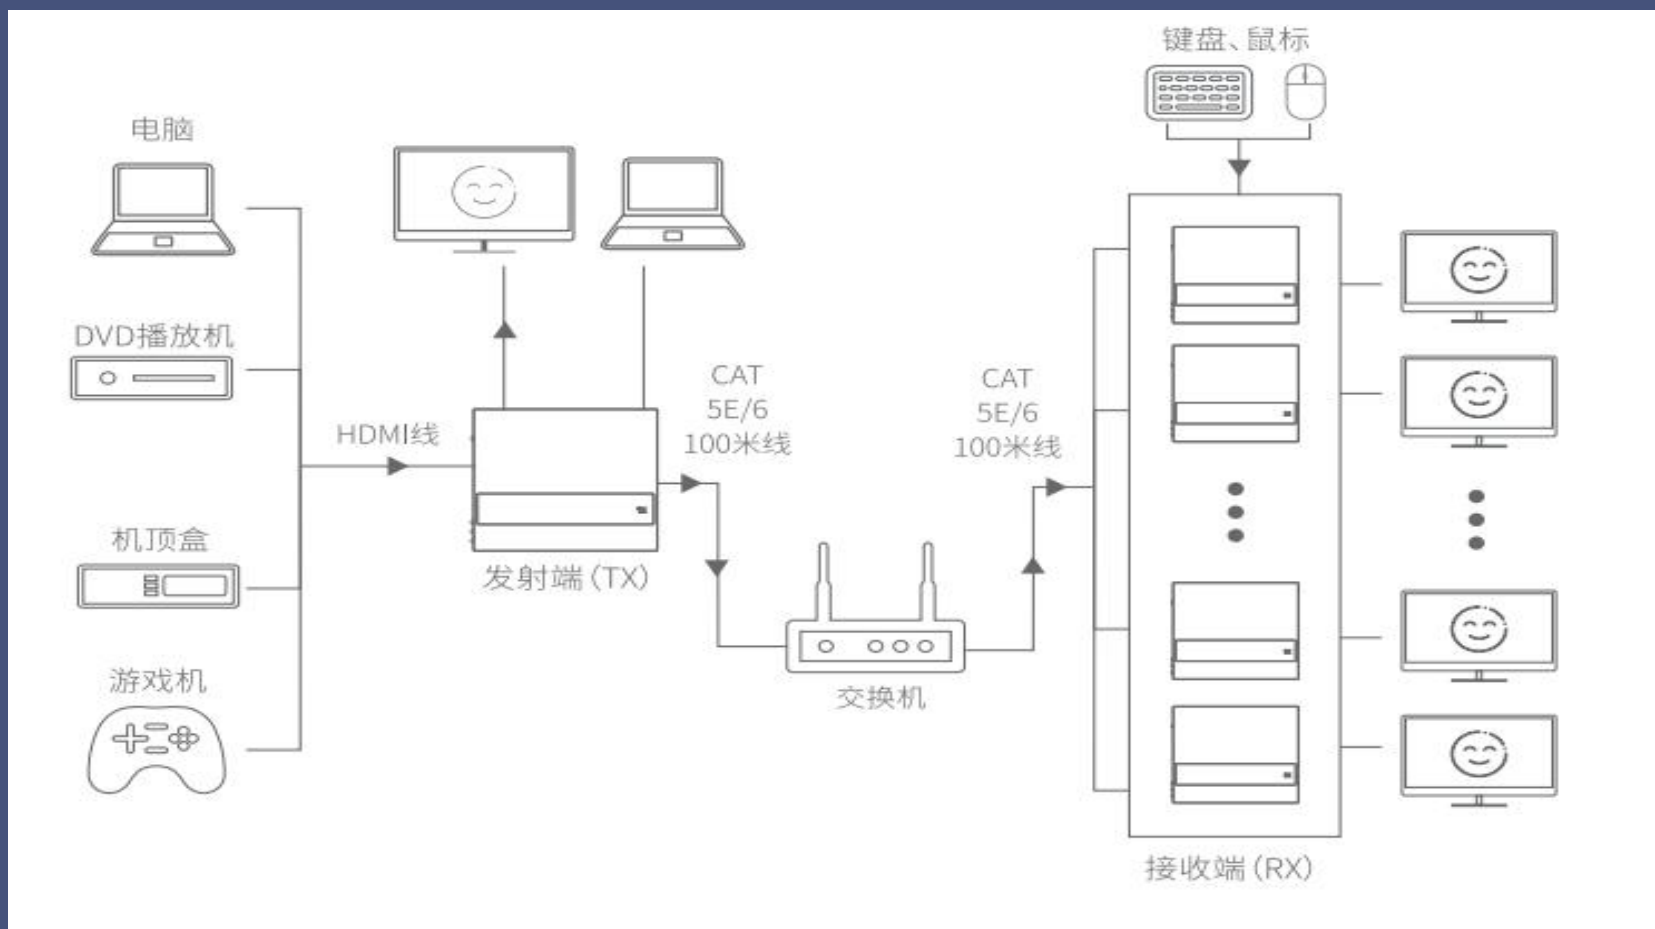 键盘、鼠标
电脑
DVD播放机
CAT
5E/6
100米线
CAT
5E/6
100米线
HDMI线
机顶盒
发射端(TX)
游戏机
交换机
接收端(RX)